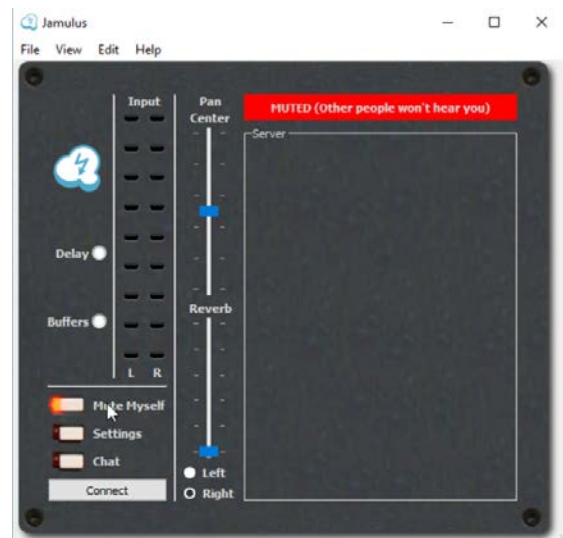 Jamulus
File View Edit Help
Input
Pan
Center
MUTED (Other people won't hear you)
Server
Delay
Buffers
Reverb
L R
Mute Myself
Settings
Chat
Connect
Left
Right